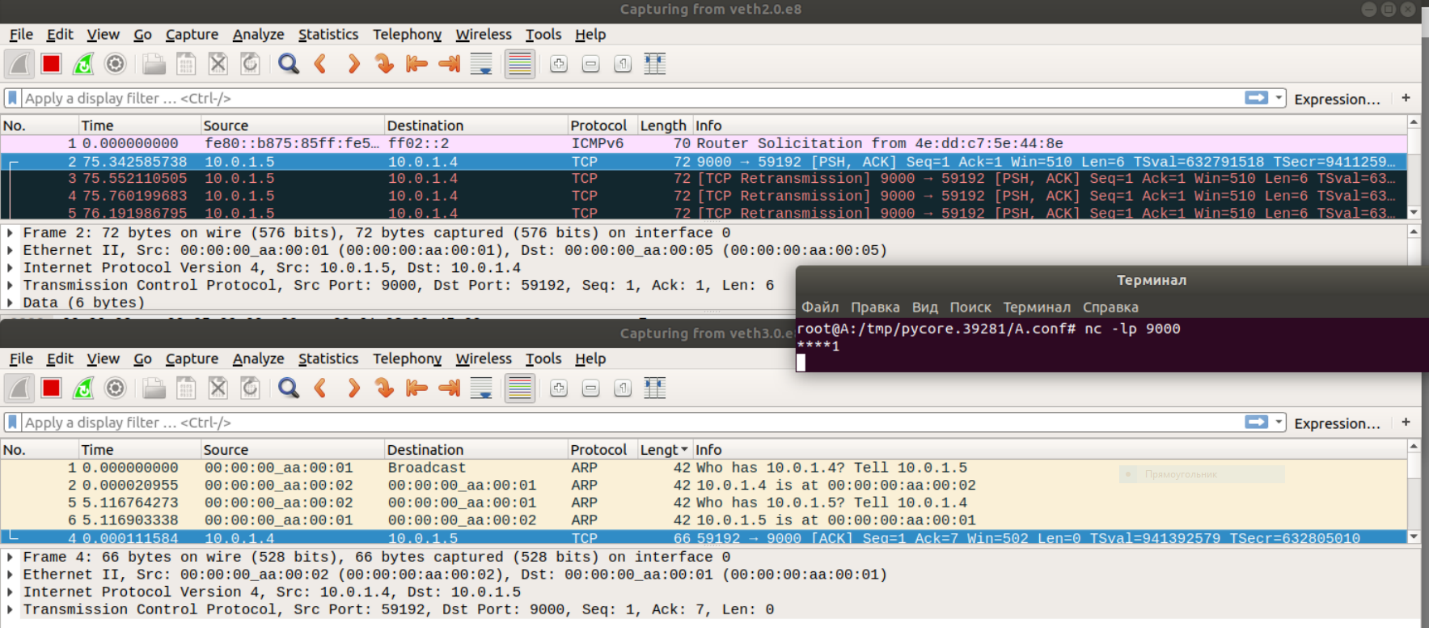 Capturing from veth2.0.e8
File Edit View Go Capture Analyze Statistics Telephony Wireless Tools Help
Apply a display filter ... <Ctrl-/> Expression... +
No. Time Source Destination Protocol Length Info
1 0.000000000 fe80::b875:85ff:fe5... ff02::2 ICMPv6 70 Router Solicitation from 4e:dd:c7:5e:44:8e
2 75.342585738 10.0.1.5 10.0.1.4 TCP 72 9000 → 59192 [PSH, ACK] Seq=1 Ack=1 Win=510 Len=6 TSval=632791518 TSecr=9411259...
3 75.552110505 10.0.1.5 10.0.1.4 TCP 72 [TCP Retransmission] 9000 → 59192 [PSH, ACK] Seq=1 Ack=1 Win=510 Len=6 TSval=63...
4 75.760199683 10.0.1.5 10.0.1.4 TCP 72 [TCP Retransmission] 9000 → 59192 [PSH, ACK] Seq=1 Ack=1 Win=510 Len=6 TSval=63...
5 76.191986795 10.0.1.5 10.0.1.4 TCP 72 [TCP Retransmission] 9000 → 59192 [PSH, ACK] Seq=1 Ack=1 Win=510 Len=6 TSval=63...
Frame 2: 72 bytes on wire (576 bits), 72 bytes captured (576 bits) on interface 0
Ethernet II, Src: 00:00:00_aa:00:01 (00:00:00:aa:00:01), Dst: 00:00:00_aa:00:05 (00:00:00:aa:00:05)
Internet Protocol Version 4, Src: 10.0.1.5, Dst: 10.0.1.4
Transmission Control Protocol, Src Port: 9000, Dst Port: 59192, Seq: 1, Ack: 1, Len: 6
Data (6 bytes)
Терминал
Файл Правка Вид Поиск Терминал Справка
root@A:/tmp/pycore.39281/A.conf# nc -lp 9000
****1
Capturing from veth3.0.e
File Edit View Go Capture Analyze Statistics Telephony Wireless Tools Help
Apply a display filter ... <Ctrl-/> Expression... +
No. Time Source Destination Protocol Lengt Info
1 0.000000000 00:00:00_aa:00:01 Broadcast ARP 42 Who has 10.0.1.4? Tell 10.0.1.5
2 0.000020955 00:00:00_aa:00:02 00:00:00_aa:00:01 ARP 42 10.0.1.4 is at 00:00:00:aa:00:02
5 5.116764273 00:00:00_aa:00:02 00:00:00_aa:00:01 ARP 42 Who has 10.0.1.5? Tell 10.0.1.4
6 5.116903338 00:00:00_aa:00:01 00:00:00_aa:00:02 ARP 42 10.0.1.5 is at 00:00:00:aa:00:01
4 0.000111584 10.0.1.4 10.0.1.5 TCP 66 59192 → 9000 [ACK] Seq=1 Ack=7 Win=502 Len=0 TSval=941392579 TSecr=632805010
Прямоугольник
Frame 4: 66 bytes on wire (528 bits), 66 bytes captured (528 bits) on interface 0
Ethernet II, Src: 00:00:00_aa:00:02 (00:00:00:aa:00:02), Dst: 00:00:00_aa:00:01 (00:00:00:aa:00:01)
Internet Protocol Version 4, Src: 10.0.1.4, Dst: 10.0.1.5
Transmission Control Protocol, Src Port: 59192, Dst Port: 9000, Seq: 1, Ack: 7, Len: 0